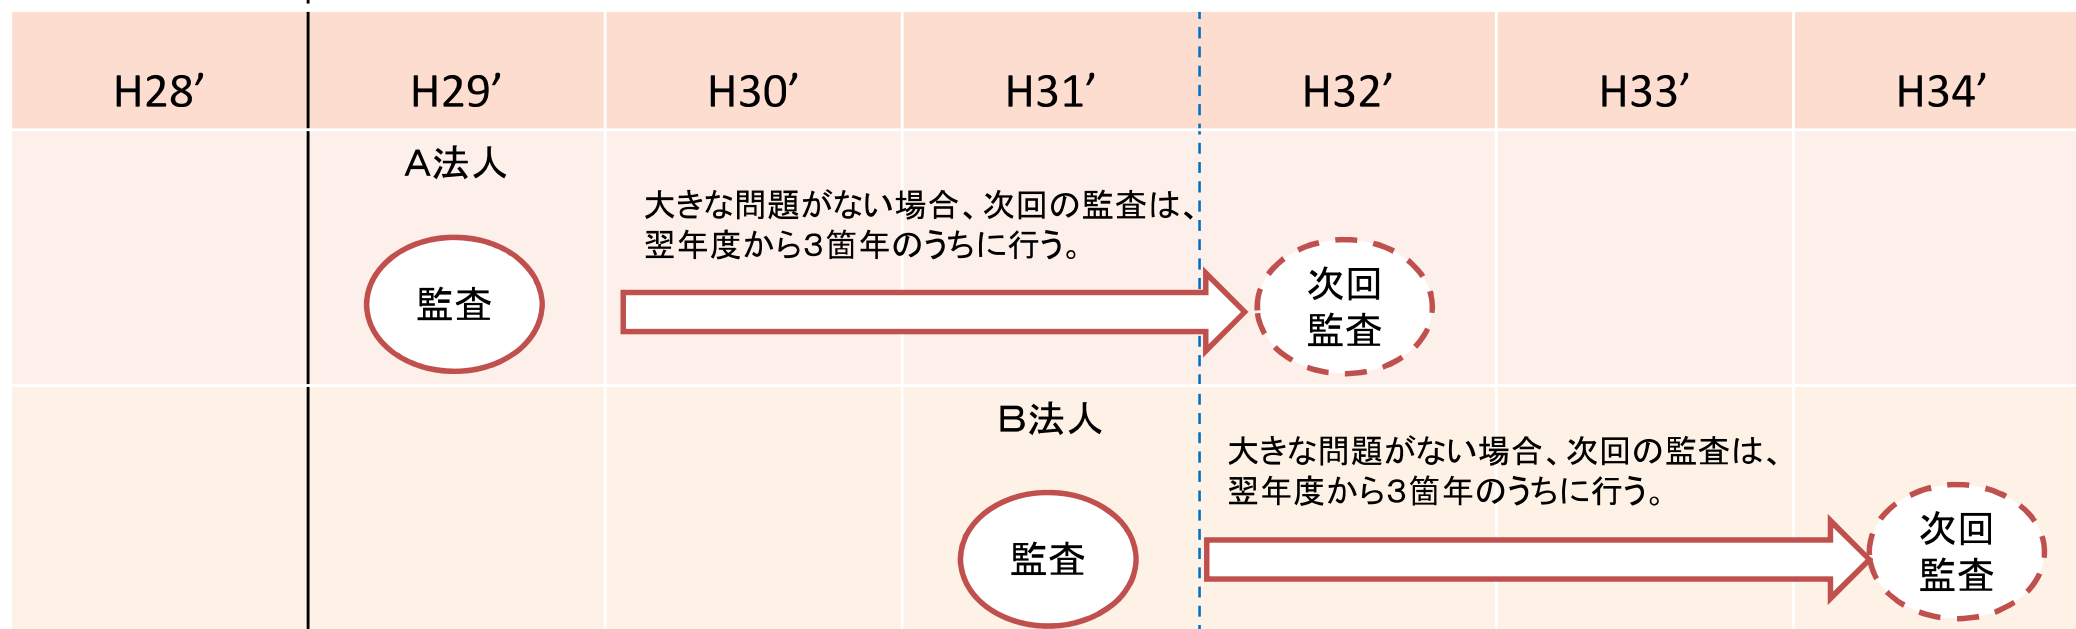 H28’
H29’
H30’
H31’
H32’
H33’
H34’
Ａ法人
大きな問題がない場合、次回の監査は、
翌年度から３箇年のうちに行う。
監査
次回
監査
Ｂ法人
大きな問題がない場合、次回の監査は、
翌年度から３箇年のうちに行う。
監査
次回
監査